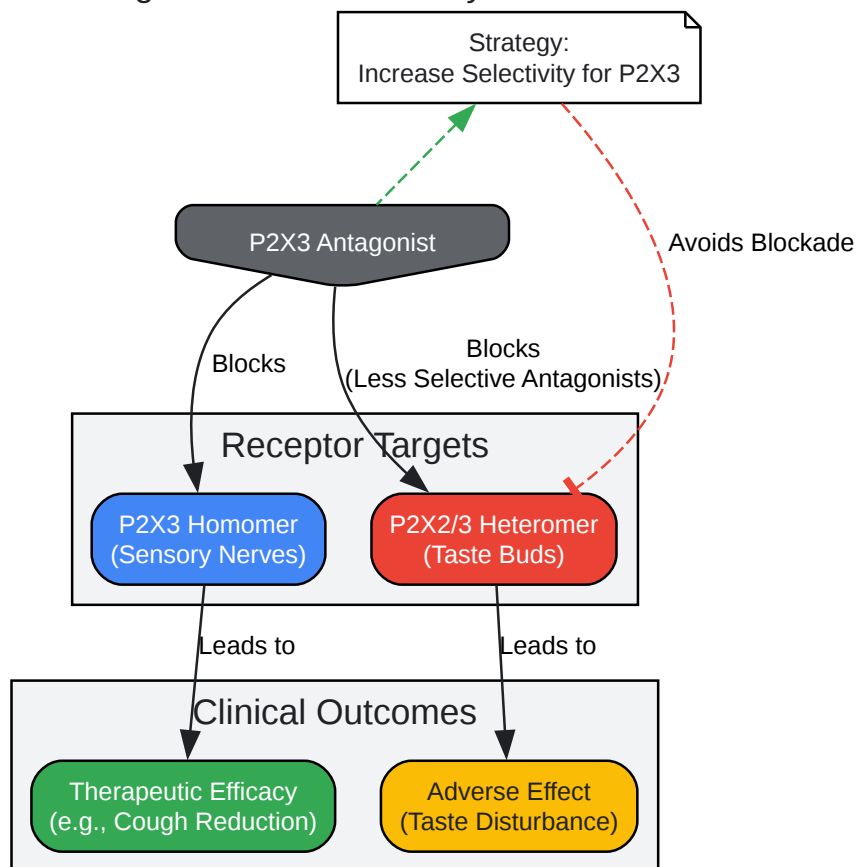 Strategy:
Increase Selectivity for P2X3
P2X3 Antagonist
Avoids Blockade
Blocks
Blocks
(Less Selective Antagonists)
Receptor Targets
P2X3 Homomer
(Sensory Nerves)
P2X2/3 Heteromer
(Taste Buds)
Leads to
Leads to
Clinical Outcomes
Therapeutic Efficacy
(e.g., Cough Reduction)
Adverse Effect
(Taste Disturbance)